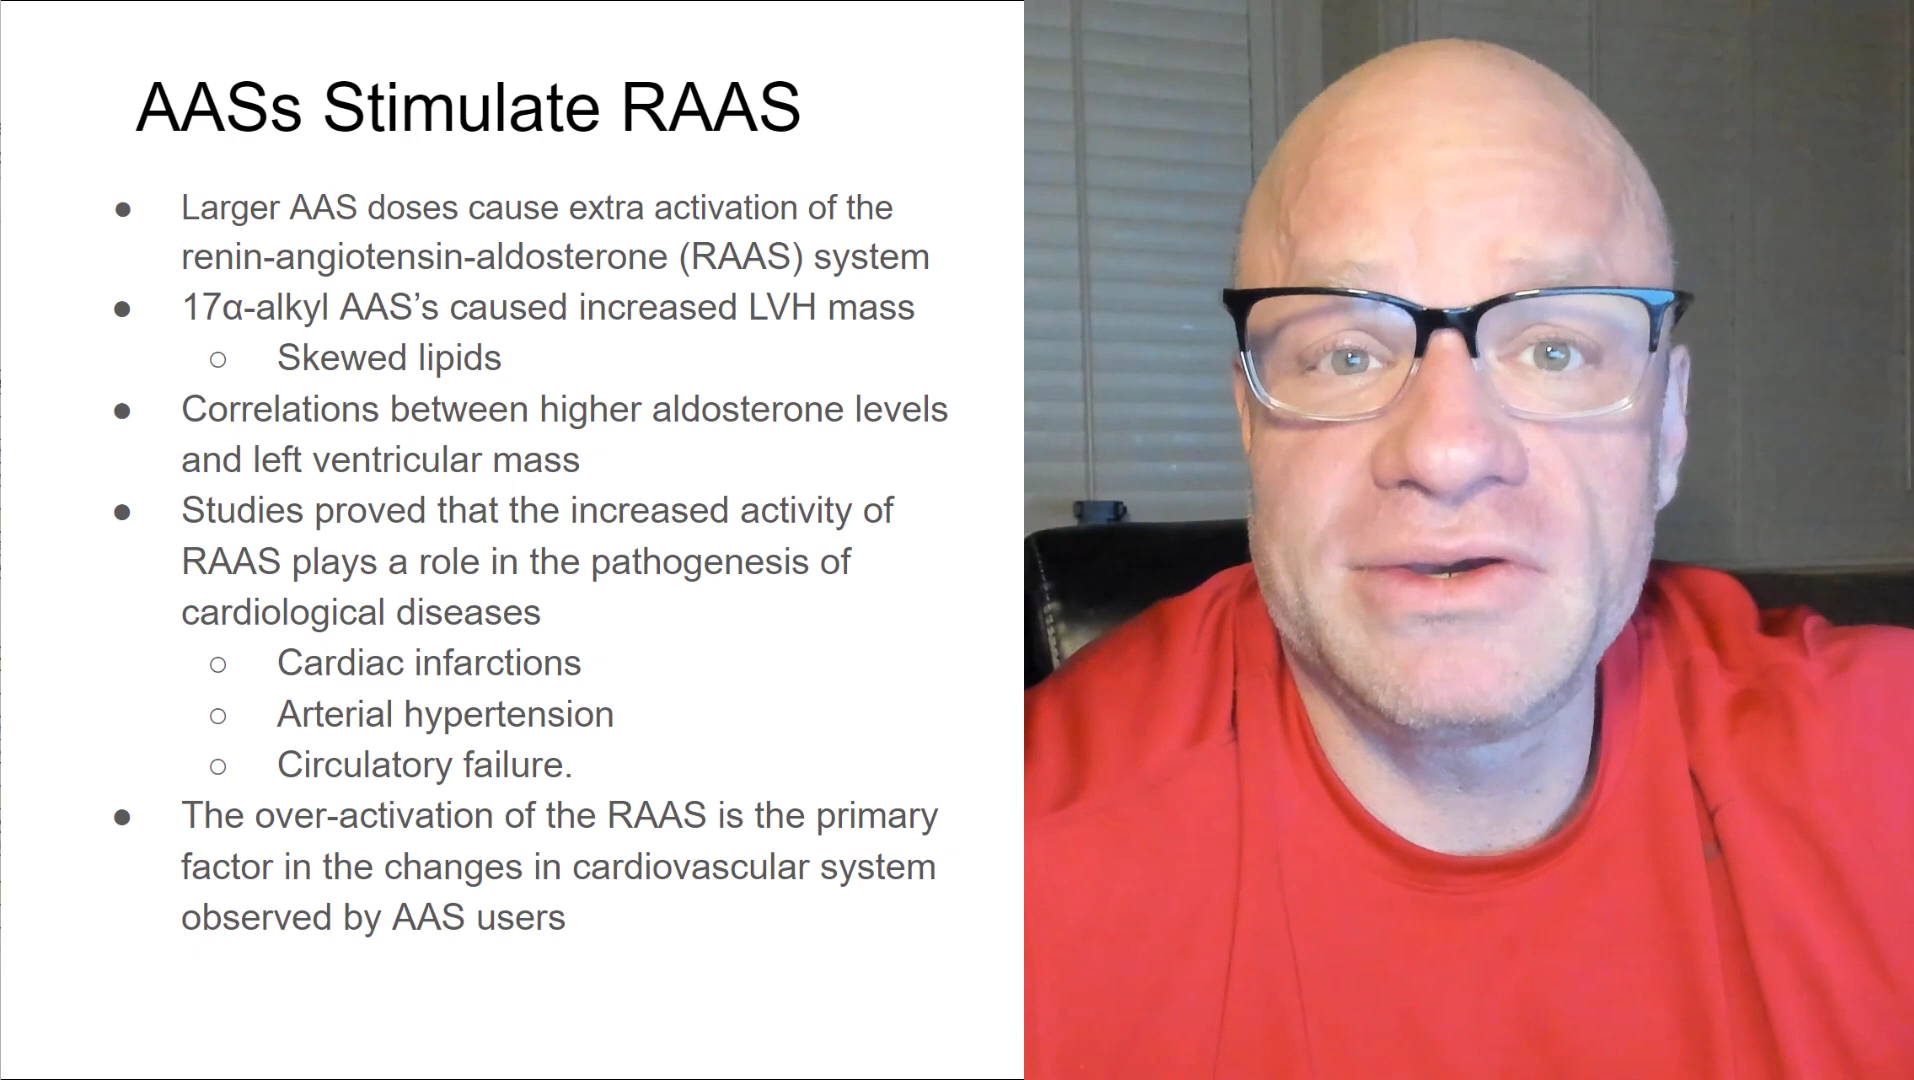 AASs Stimulate RAAS
● Larger AAS doses cause extra activation of the
renin-angiotensin-aldosterone (RAAS) system
● 17α-alkyl AAS’s caused increased LVH mass
○ Skewed lipids
● Correlations between higher aldosterone levels
and left ventricular mass
● Studies proved that the increased activity of
RAAS plays a role in the pathogenesis of
cardiological diseases
○ Cardiac infarctions
○ Arterial hypertension
○ Circulatory failure.
● The over-activation of the RAAS is the primary
factor in the changes in cardiovascular system
observed by AAS users